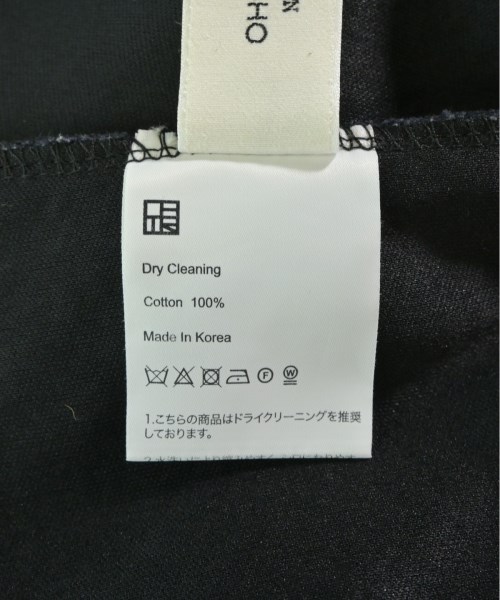 OHO
N
Dry Cleaning
Cotton 100%
Made In Korea
F W
1.こちらの商品はドライクリーニングを推奨
しております。